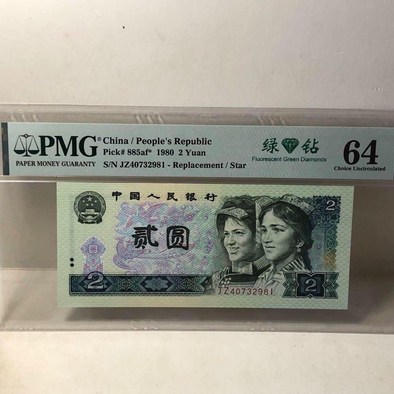 PMG
PAPER MONEY GUARANTY
China / People's Republic
Pick# 885af* 1980 2 Yuan
S/N JZ40732981 - Replacement / Star
绿 钻
Fluorescent Green Diamonds
64
Choice Uncirculated
中国人民银行
贰圆
2
2
2
JZ40732981